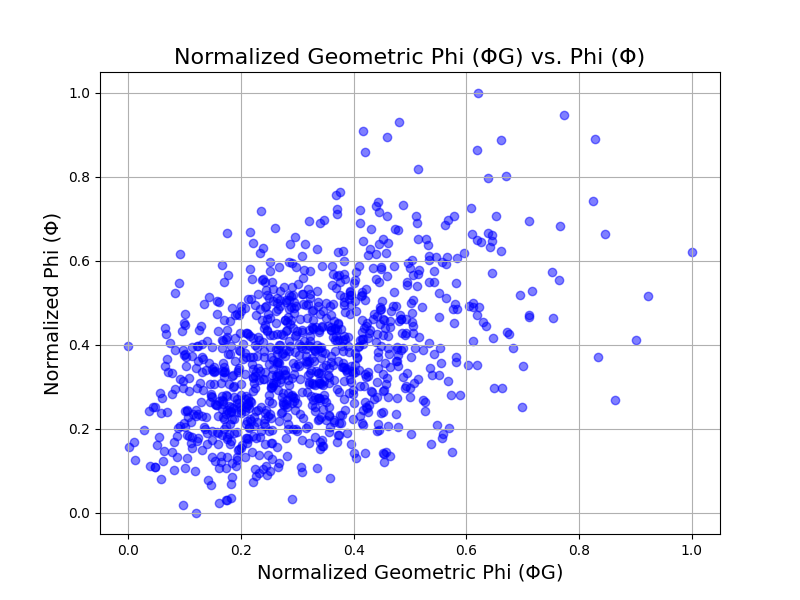 Normalized Geometric Phi (ΦG) vs. Phi (Φ)
1.0
0.8
0.6
0.4
0.2
0.0
Normalized Phi (Φ)
0.0 0.2 0.4 0.6 0.8 1.0
Normalized Geometric Phi (ΦG)